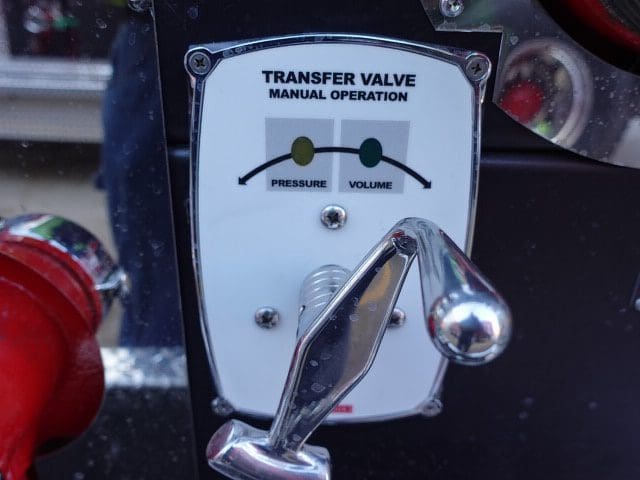 TRANSFER VALVE
MANUAL OPERATION
PRESSURE VOLUME